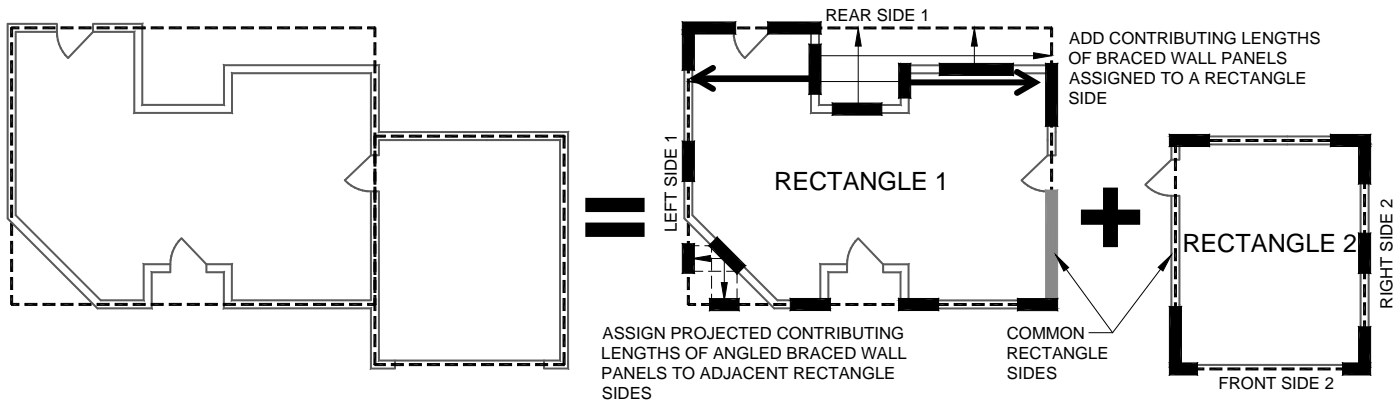 REAR SIDE 1
ADD CONTRIBUTING LENGTHS
OF BRACED WALL PANELS
ASSIGNED TO A RECTANGLE
SIDE
LEFT SIDE 1
RECTANGLE 1
RECTANGLE 2
RIGHT SIDE 2
ASSIGN PROJECTED CONTRIBUTING
LENGTHS OF ANGLED BRACED WALL
PANELS TO ADJACENT RECTANGLE
SIDES
COMMON
RECTANGLE
SIDES
FRONT SIDE 2